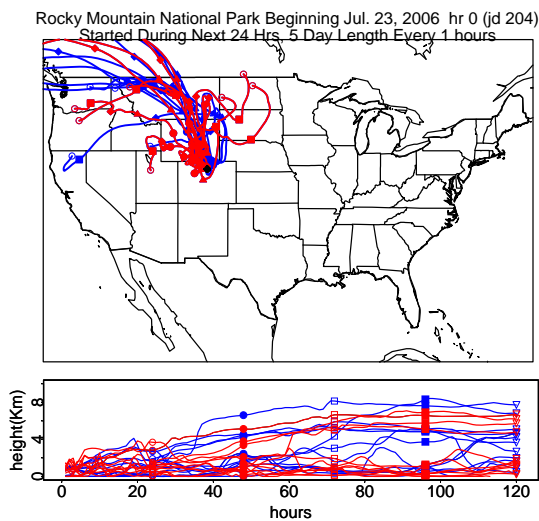 Rocky Mountain National Park Beginning Jul. 23, 2006 hr 0 (jd 204)
Started During Next 24 Hrs, 5 Day Length Every 1 hours
height(Km)
8
4
0
0 20 40 60 80 100 120
hours